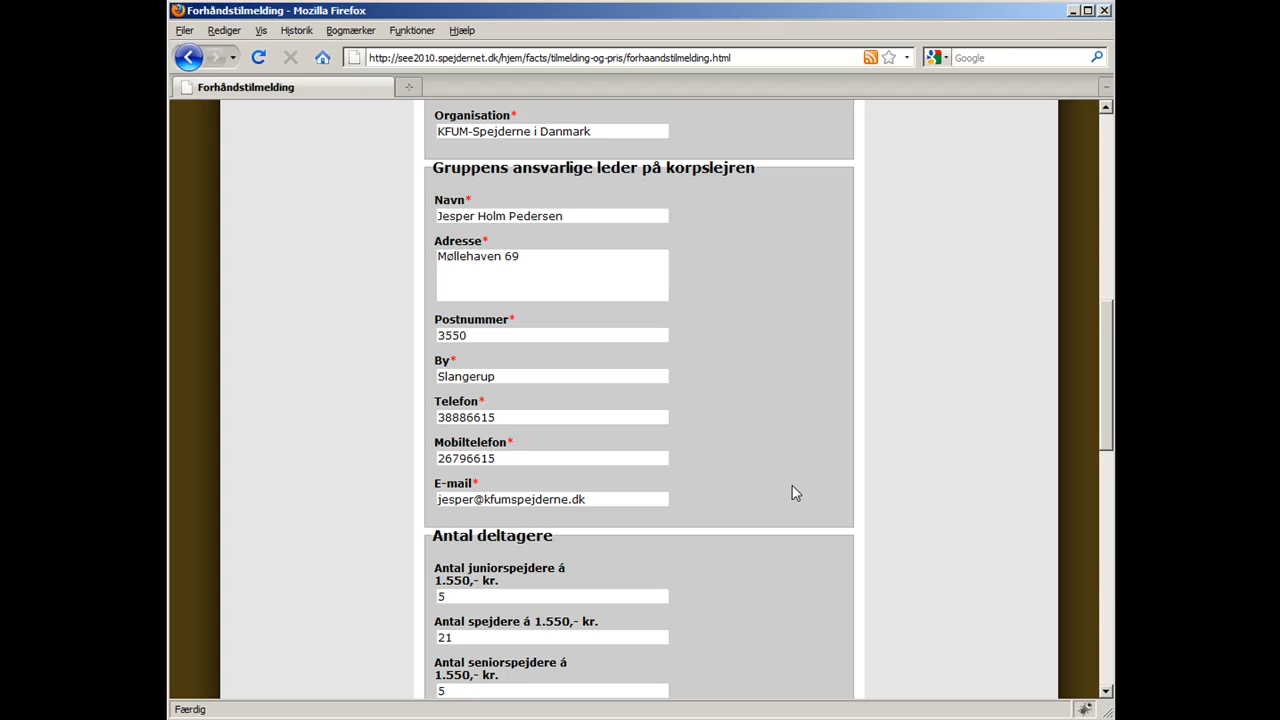 Forhåndstilmelding - Mozilla Firefox
Filer Rediger Vis Historik Bogmærker Funktioner Hjælp
http://see2010.spejdernet.dk/hjem/facts/tilmelding-og-pris/forhaandstilmelding.html
Google
Forhåndstilmelding
Organisation*
KFUM-Spejderne i Danmark
Gruppens ansvarlige leder på korpslejren
Navn*
Jesper Holm Pedersen
Adresse*
Møllehaven 69
Postnummer*
3550
By*
Slangerup
Telefon*
38886615
Mobiltelefon*
26796615
E-mail*
jesper@kfumspejderne.dk
Antal deltagere
Antal juniorspejdere á
1.550,- kr.
5
Antal spejdere á 1.550,- kr.
21
Antal seniorspejdere á
1.550,- kr.
5
Færdig